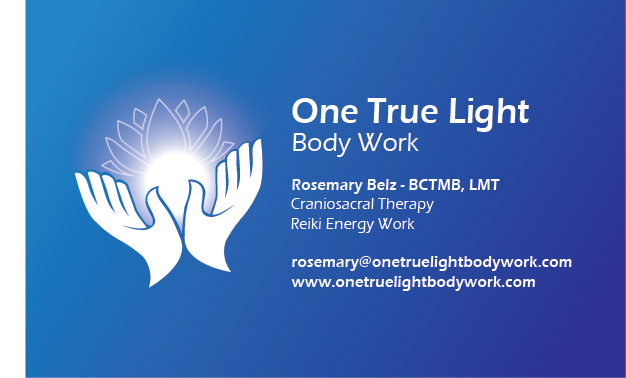 One True Light
Body Work
Rosemary Belz - BCTMB, LMT
Craniosacral Therapy
Reiki Energy Work
rosemary@onetruelightbodywork.com
www.onetruelightbodywork.com